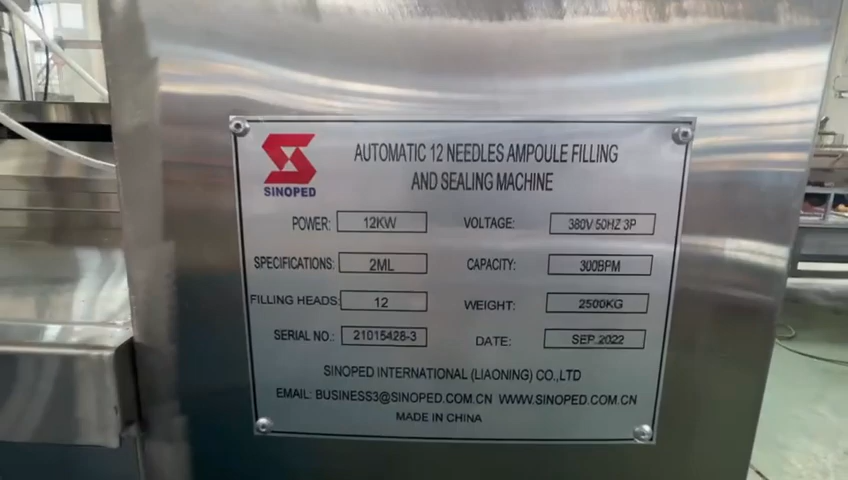 SINOPED
AUTOMATIC 12 NEEDLES AMPOULE FILLING
AND SEALING MACHINE
POWER: 12KW VOLTAGE: 380V 50HZ 3P
SPECIFICATIONS: 2ML CAPACITY: 300BPM
FILLING HEADS: 12 WEIGHT: 2500KG
SERIAL NO.: 21015428-3 DATE: SEP.2022
SINOPED INTERNATIONAL (LIAONING) CO.,LTD
EMAIL: BUSINESS3@SINOPED.COM.CN WWW.SINOPED.COM.CN
MADE IN CHINA